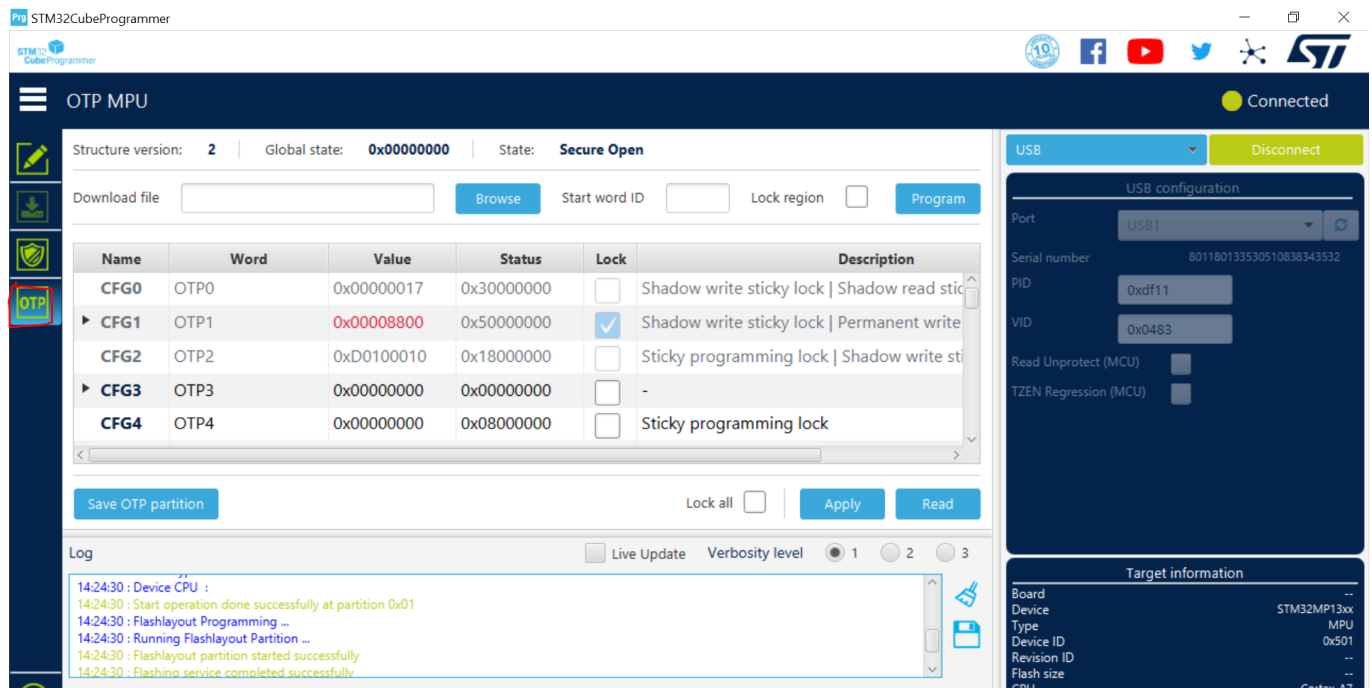 Prg STM32CubeProgrammer
STM32
CubeProgrammer
10
OTP MPU
Connected
Structure version: 2 Global state: 0x00000000 State: Secure Open
Download file Browse Start word ID Lock region Program
Name Word Value Status Lock Description
CFG0 OTP0 0x00000017 0x30000000 Shadow write sticky lock | Shadow read stic
CFG1 OTP1 0x00008800 0x50000000 Shadow write sticky lock | Permanent write
CFG2 OTP2 0xD0100010 0x18000000 Sticky programming lock | Shadow write sti
CFG3 OTP3 0x00000000 0x00000000 -
CFG4 OTP4 0x00000000 0x08000000 Sticky programming lock
OTP
Save OTP partition Lock all Apply Read
Log Live Update Verbosity level 1 2 3
14:24:30 : Device CPU :
14:24:30 : Start operation done successfully at partition 0x01
14:24:30 : Flashlayout Programming ...
14:24:30 : Running Flashlayout Partition ...
14:24:30 : Flashlayout partition started successfully
14:24:30 : Flashing service completed successfully
USB Disconnect
USB configuration
Port USB1
Serial number 801180133530510838343532
PID 0xdf11
VID 0x0483
Read Unprotect (MCU)
TZEN Regression (MCU)
Target information
Board --
Device STM32MP13xx
Type MPU
Device ID 0x501
Revision ID --
Flash size --
CPU Cortex-A7